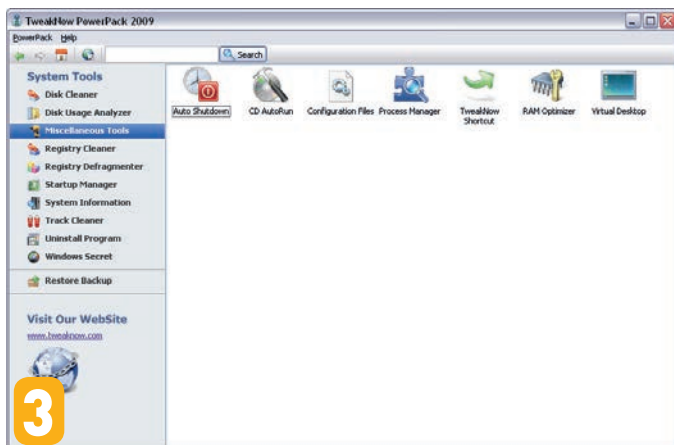 TweakNow PowerPack 2009
PowerPack Help
Search
System Tools
Disk Cleaner
Disk Usage Analyzer
Miscellaneous Tools
Registry Cleaner
Registry Defragmenter
Startup Manager
System Information
Track Cleaner
Uninstall Program
Windows Secret
Restore Backup
Visit Our WebSite
www.tweaknow.com
Auto Shutdown CD AutoRun Configuration Files Process Manager TweakNow RAM Optimizer Virtual Desktop
Shortcut
3